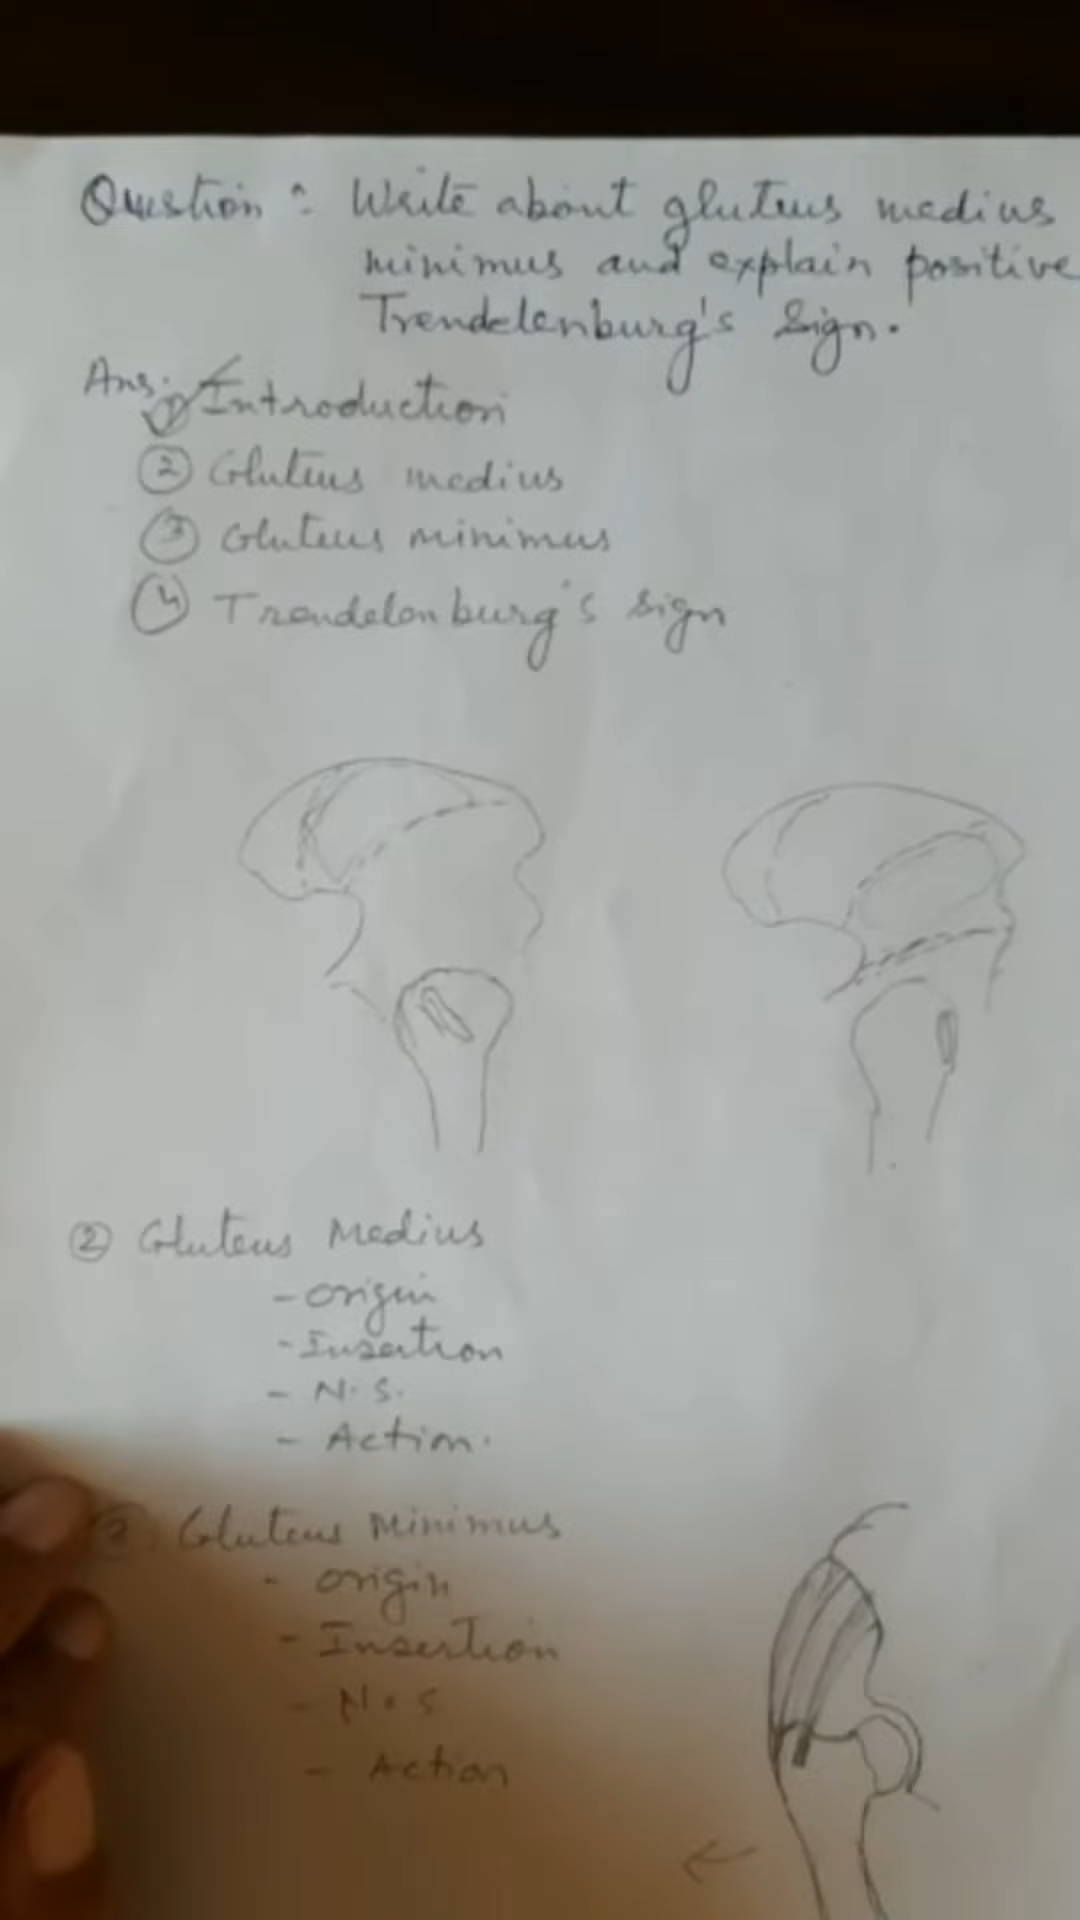 Question :- Write about gluteus medius
minimus and explain positive
Trendelenburg's Sign.
Ans. ① Introduction
② Gluteus medius
③ Gluteus minimus
④ Trendelenburg's sign
② Gluteus Medius
- origin
- Insertion
- N.S.
- Action.
③ Gluteus Minimus
- origin
- Insertion
- N.S
- Action